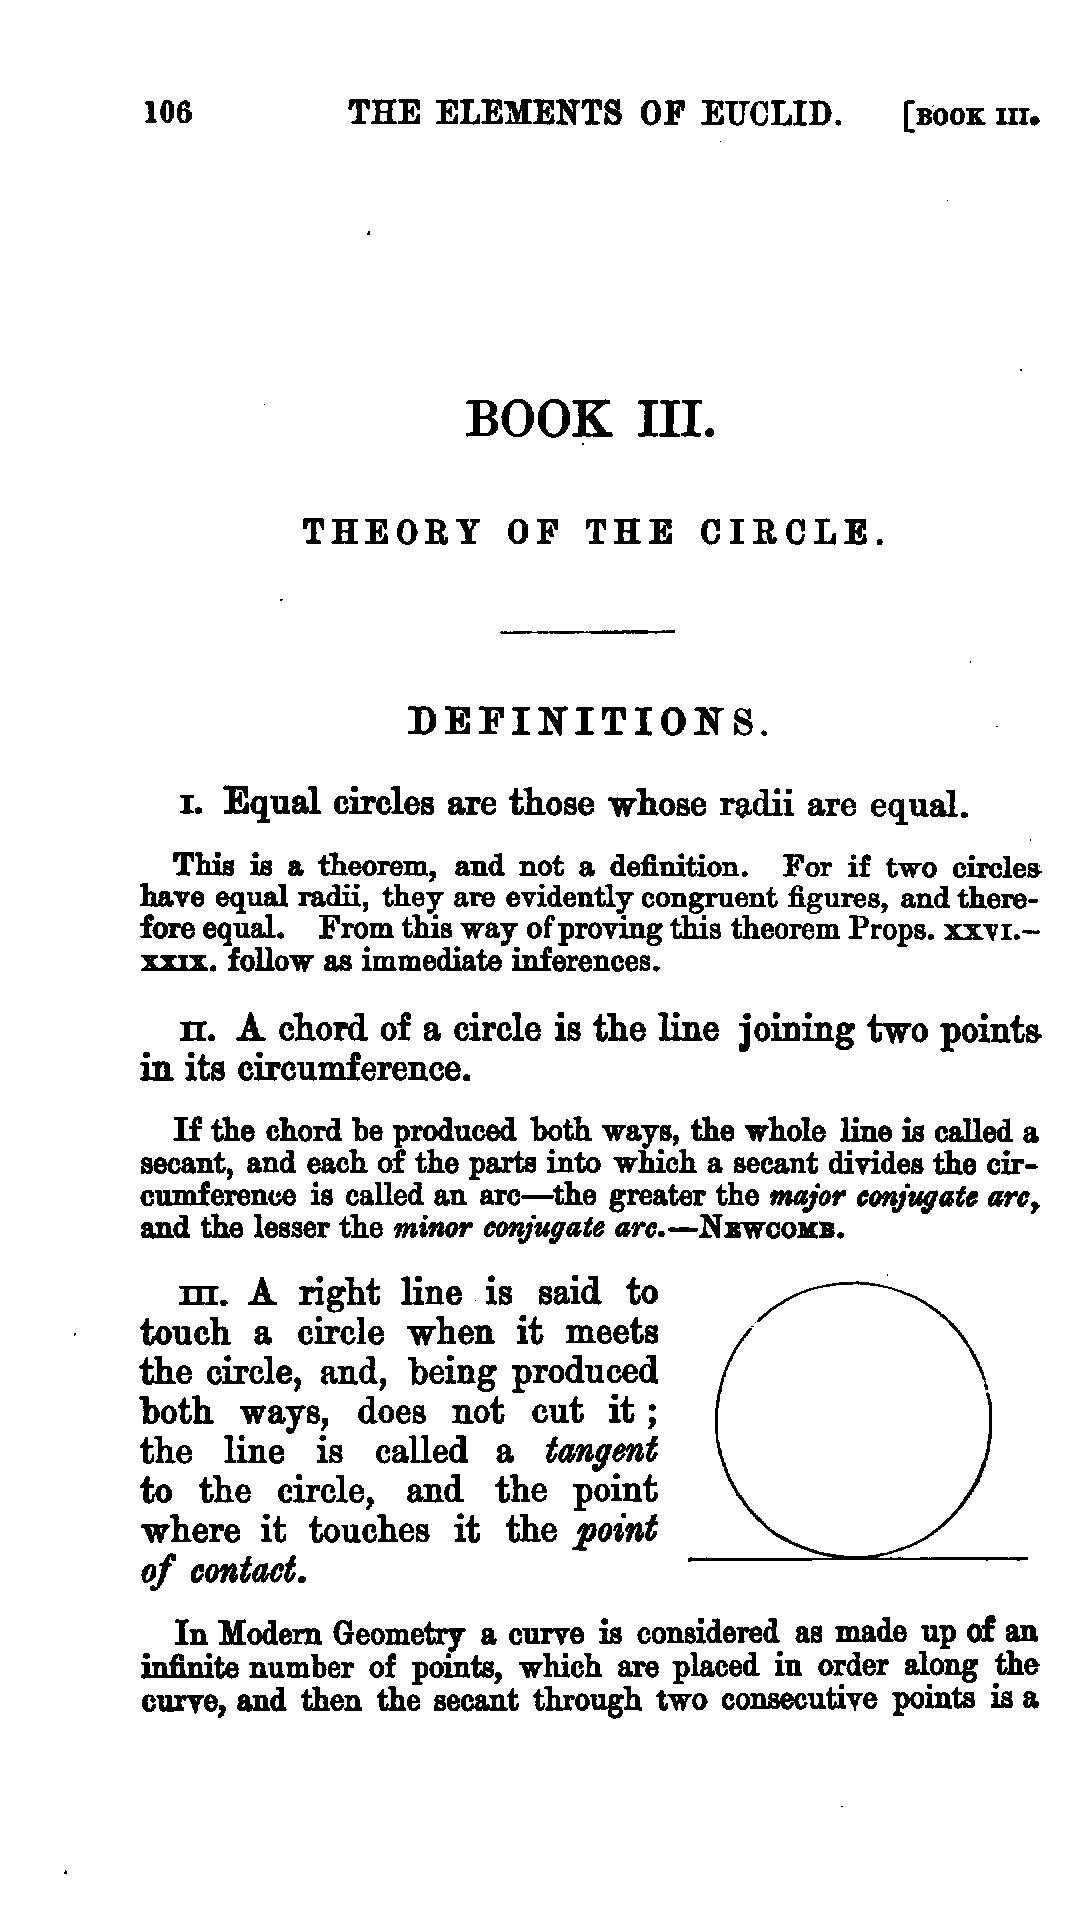 106 THE ELEMENTS OF EUCLID. [BOOK III.
BOOK III.
THEORY OF THE CIRCLE.
DEFINITIONS.
I. Equal circles are those whose radii are equal.
This is a theorem, and not a definition. For if two circles
have equal radii, they are evidently congruent figures, and there-
fore equal. From this way of proving this theorem Props. XXVI.–
XXIX. follow as immediate inferences.
II. A chord of a circle is the line joining two points
in its circumference.
If the chord be produced both ways, the whole line is called a
secant, and each of the parts into which a secant divides the cir-
cumference is called an arc—the greater the major conjugate arc,
and the lesser the minor conjugate arc.—NEWCOMB.
III. A right line is said to
touch a circle when it meets
the circle, and, being produced
both ways, does not cut it;
the line is called a tangent
to the circle, and the point
where it touches it the point
of contact.
In Modern Geometry a curve is considered as made up of an
infinite number of points, which are placed in order along the
curve, and then the secant through two consecutive points is a